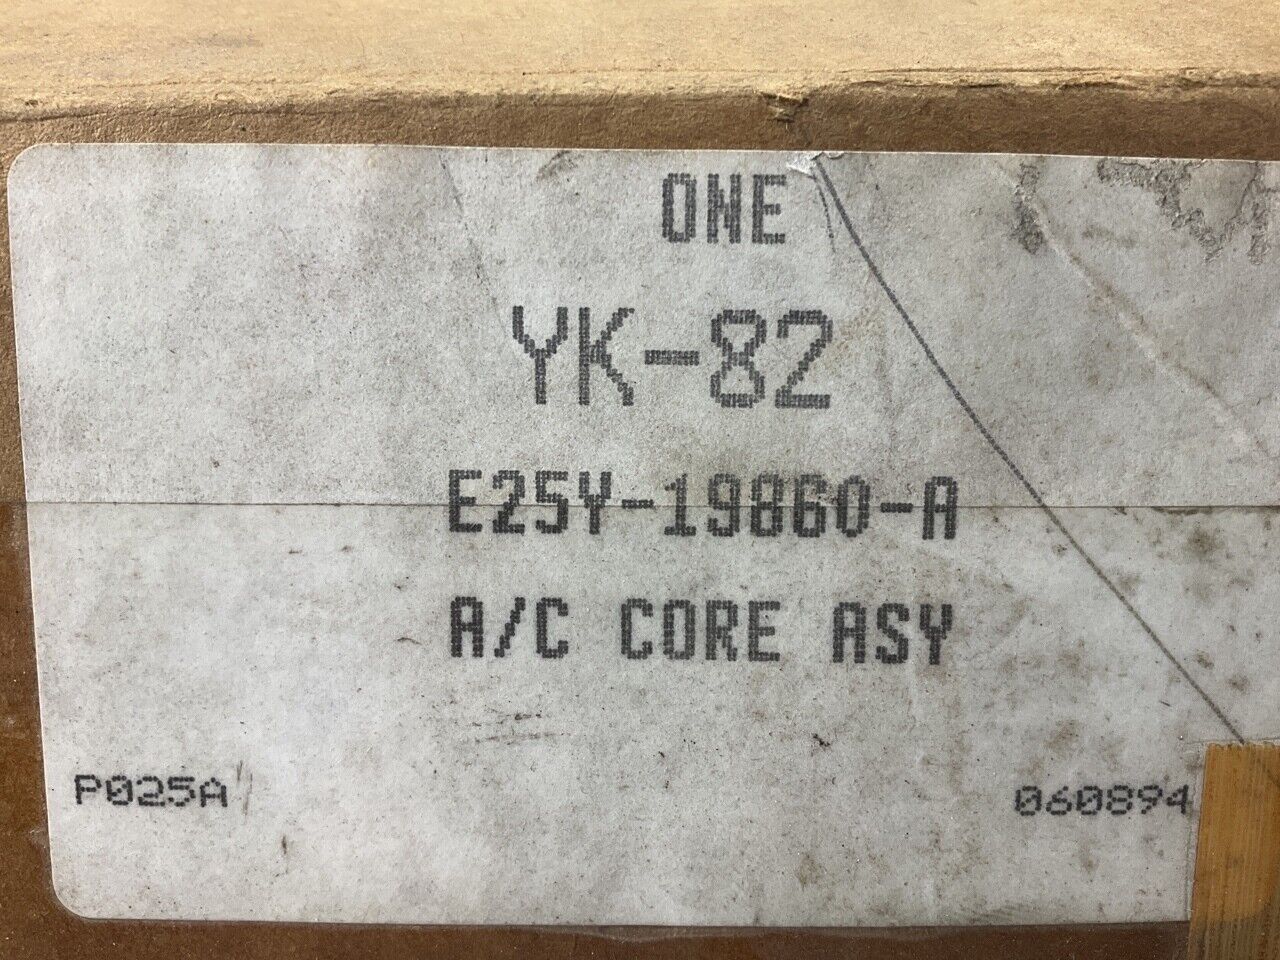 ONE
YK-82
E25Y-19860-A
A/C CORE ASY
P025A
060894